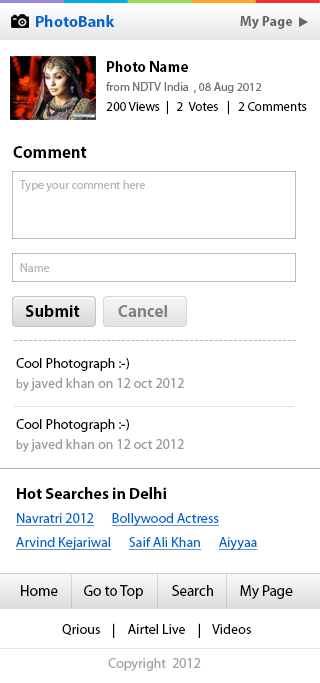 PhotoBank
My Page
Photo Name
from NDTV India , 08 Aug 2012
200 Views | 2 Votes | 2 Comments
Comment
Type your comment here
Name
Submit Cancel
Cool Photograph :-)
by javed khan on 12 oct 2012
Cool Photograph :-)
by javed khan on 12 oct 2012
Hot Searches in Delhi
Navratri 2012 Bollywood Actress
Arvind Kejariwal Saif Ali Khan Aiyyaa
Home Go to Top Search My Page
Qrious | Airtel Live | Videos
Copyright 2012